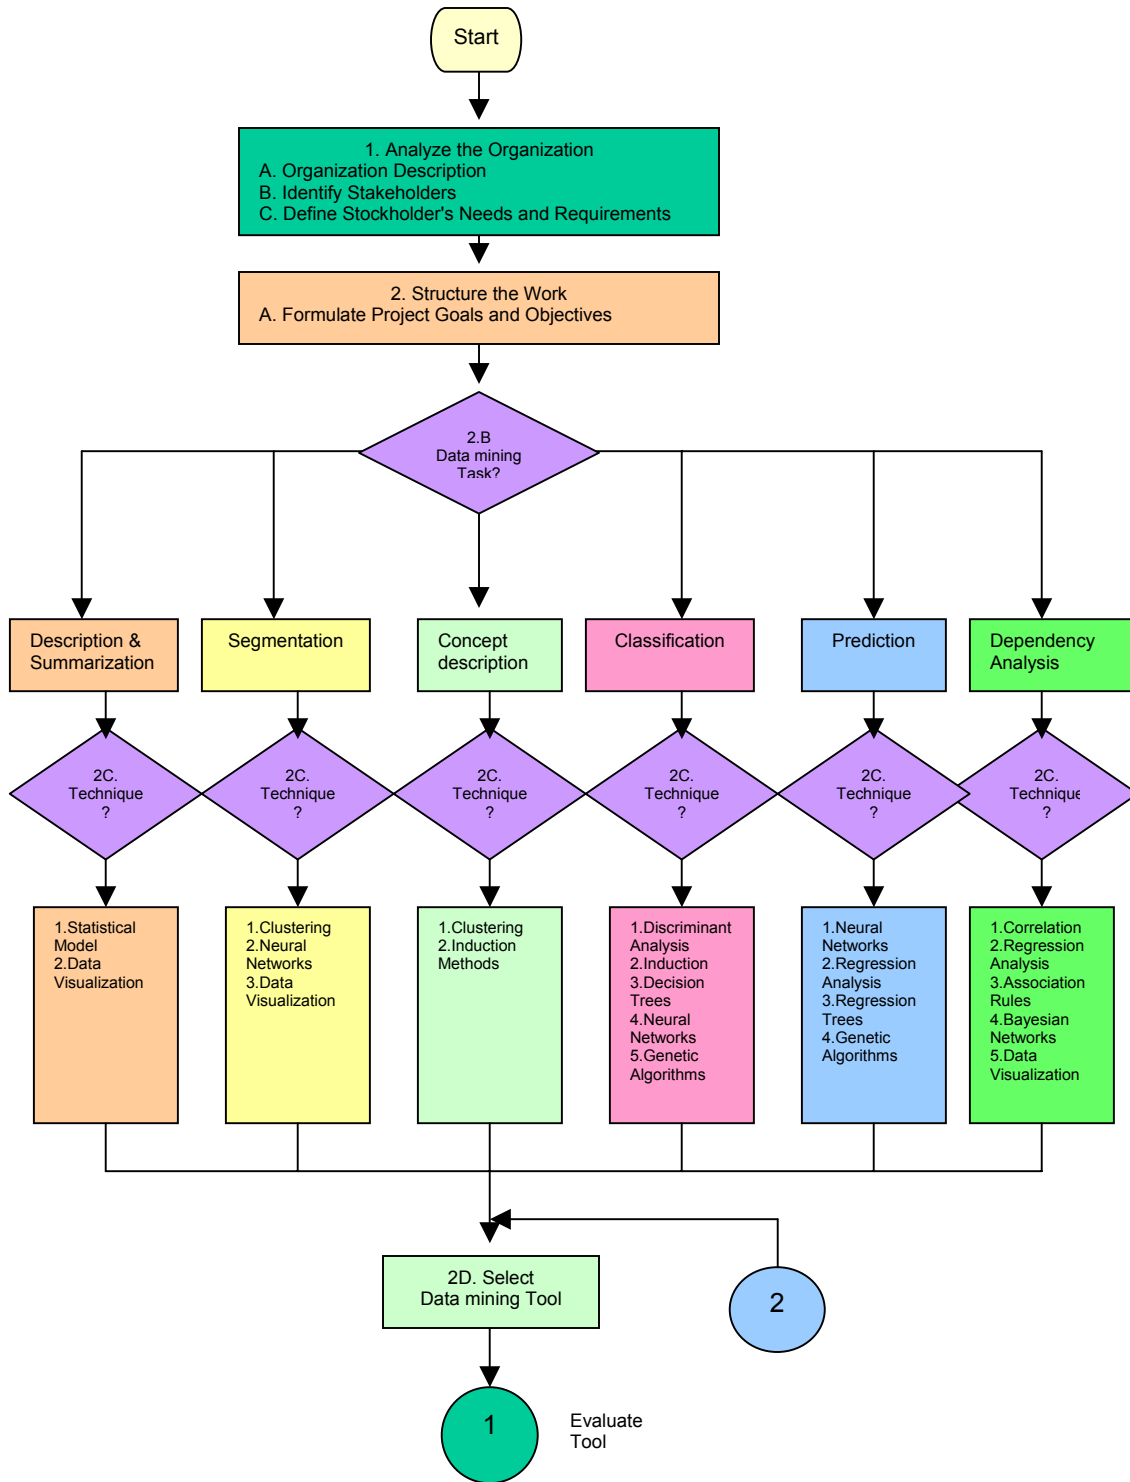 Start
1. Analyze the Organization
A. Organization Description
B. Identify Stakeholders
C. Define Stockholder's Needs and Requirements
2. Structure the Work
A. Formulate Project Goals and Objectives
2.B
Data mining
Task?
Description &
Summarization
Segmentation
Concept
description
Classification
Prediction
Dependency
Analysis
2C.
Technique
?
2C.
Technique
?
2C.
Technique
?
2C.
Technique
?
2C.
Technique
?
2C.
Technique
?
1.Statistical
Model
2.Data
Visualization
1.Clustering
2.Neural
Networks
3.Data
Visualization
1.Clustering
2.Induction
Methods
1.Discriminant
Analysis
2.Induction
3.Decision
Trees
4.Neural
Networks
5.Genetic
Algorithms
1.Neural
Networks
2.Regression
Analysis
3.Regression
Trees
4.Genetic
Algorithms
1.Correlation
2.Regression
Analysis
3.Association
Rules
4.Bayesian
Networks
5.Data
Visualization
2D. Select
Data mining Tool
2
1
Evaluate
Tool